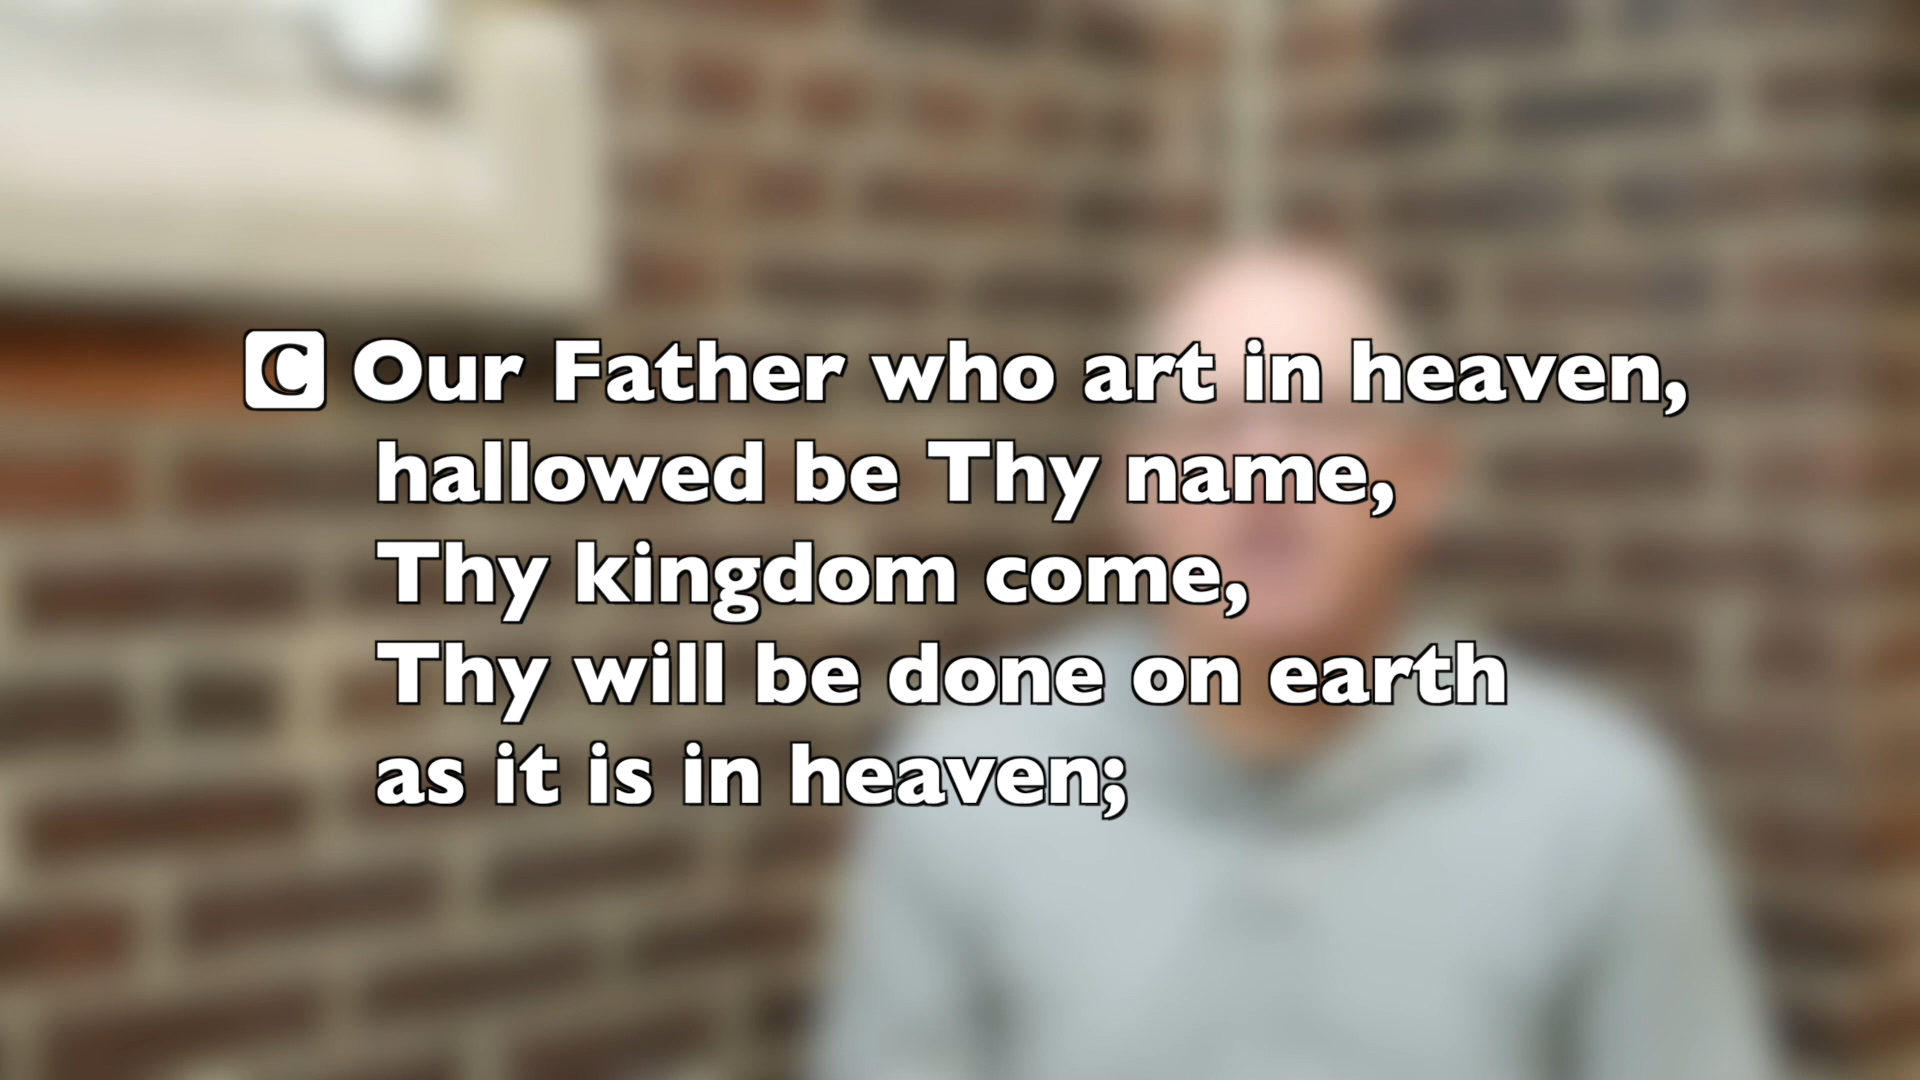 C Our Father who art in heaven,
hallowed be Thy name,
Thy kingdom come,
Thy will be done on earth
as it is in heaven;